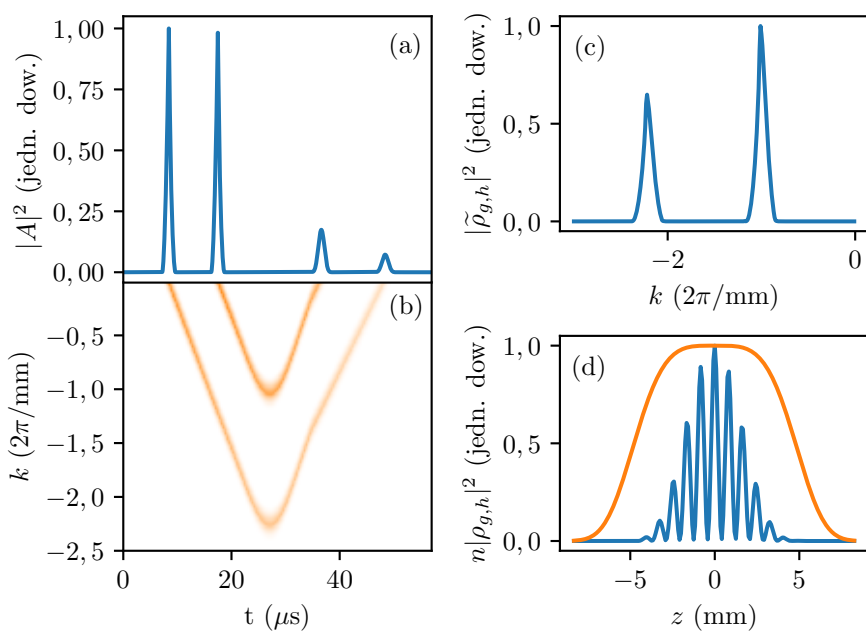 (a)
|A|² (jedn. dow.)
1,00
0,75
0,50
0,25
0,00
(b)
k (2π/mm)
−0,5
−1,0
−1,5
−2,0
−2,5
0 20 40
t (μs)
(c)
|ρ̃g,h|² (jedn. dow.)
1,0
0,5
0,0
−2 0
k (2π/mm)
(d)
n|ρg,h|² (jedn. dow.)
1,0
0,5
0,0
−5 0 5
z (mm)